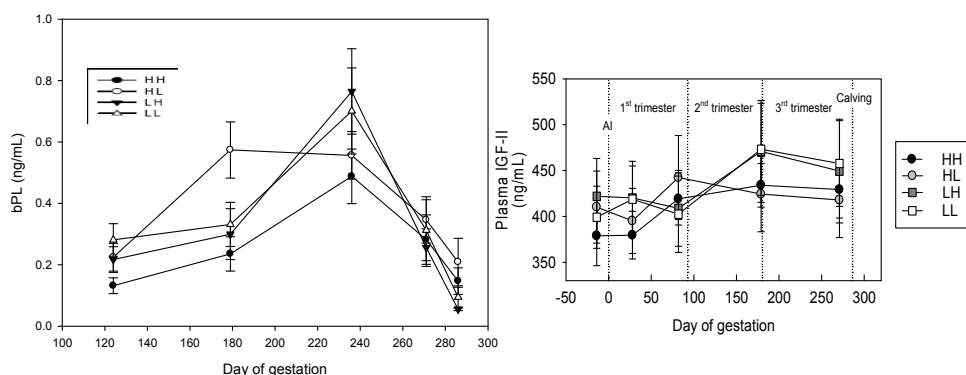 1.0
0.8
0.6
0.4
0.2
0.0
bPL (ng/mL)
HH
HL
LH
LL
100 120 140 160 180 200 220 240 260 280 300
Day of gestation
550
500
450
400
350
Plasma IGF-II
(ng/mL)
AI
1st trimester
2nd trimester
3rd trimester
Calving
-50 0 50 100 150 200 250 300
Day of gestation
HH
HL
LH
LL